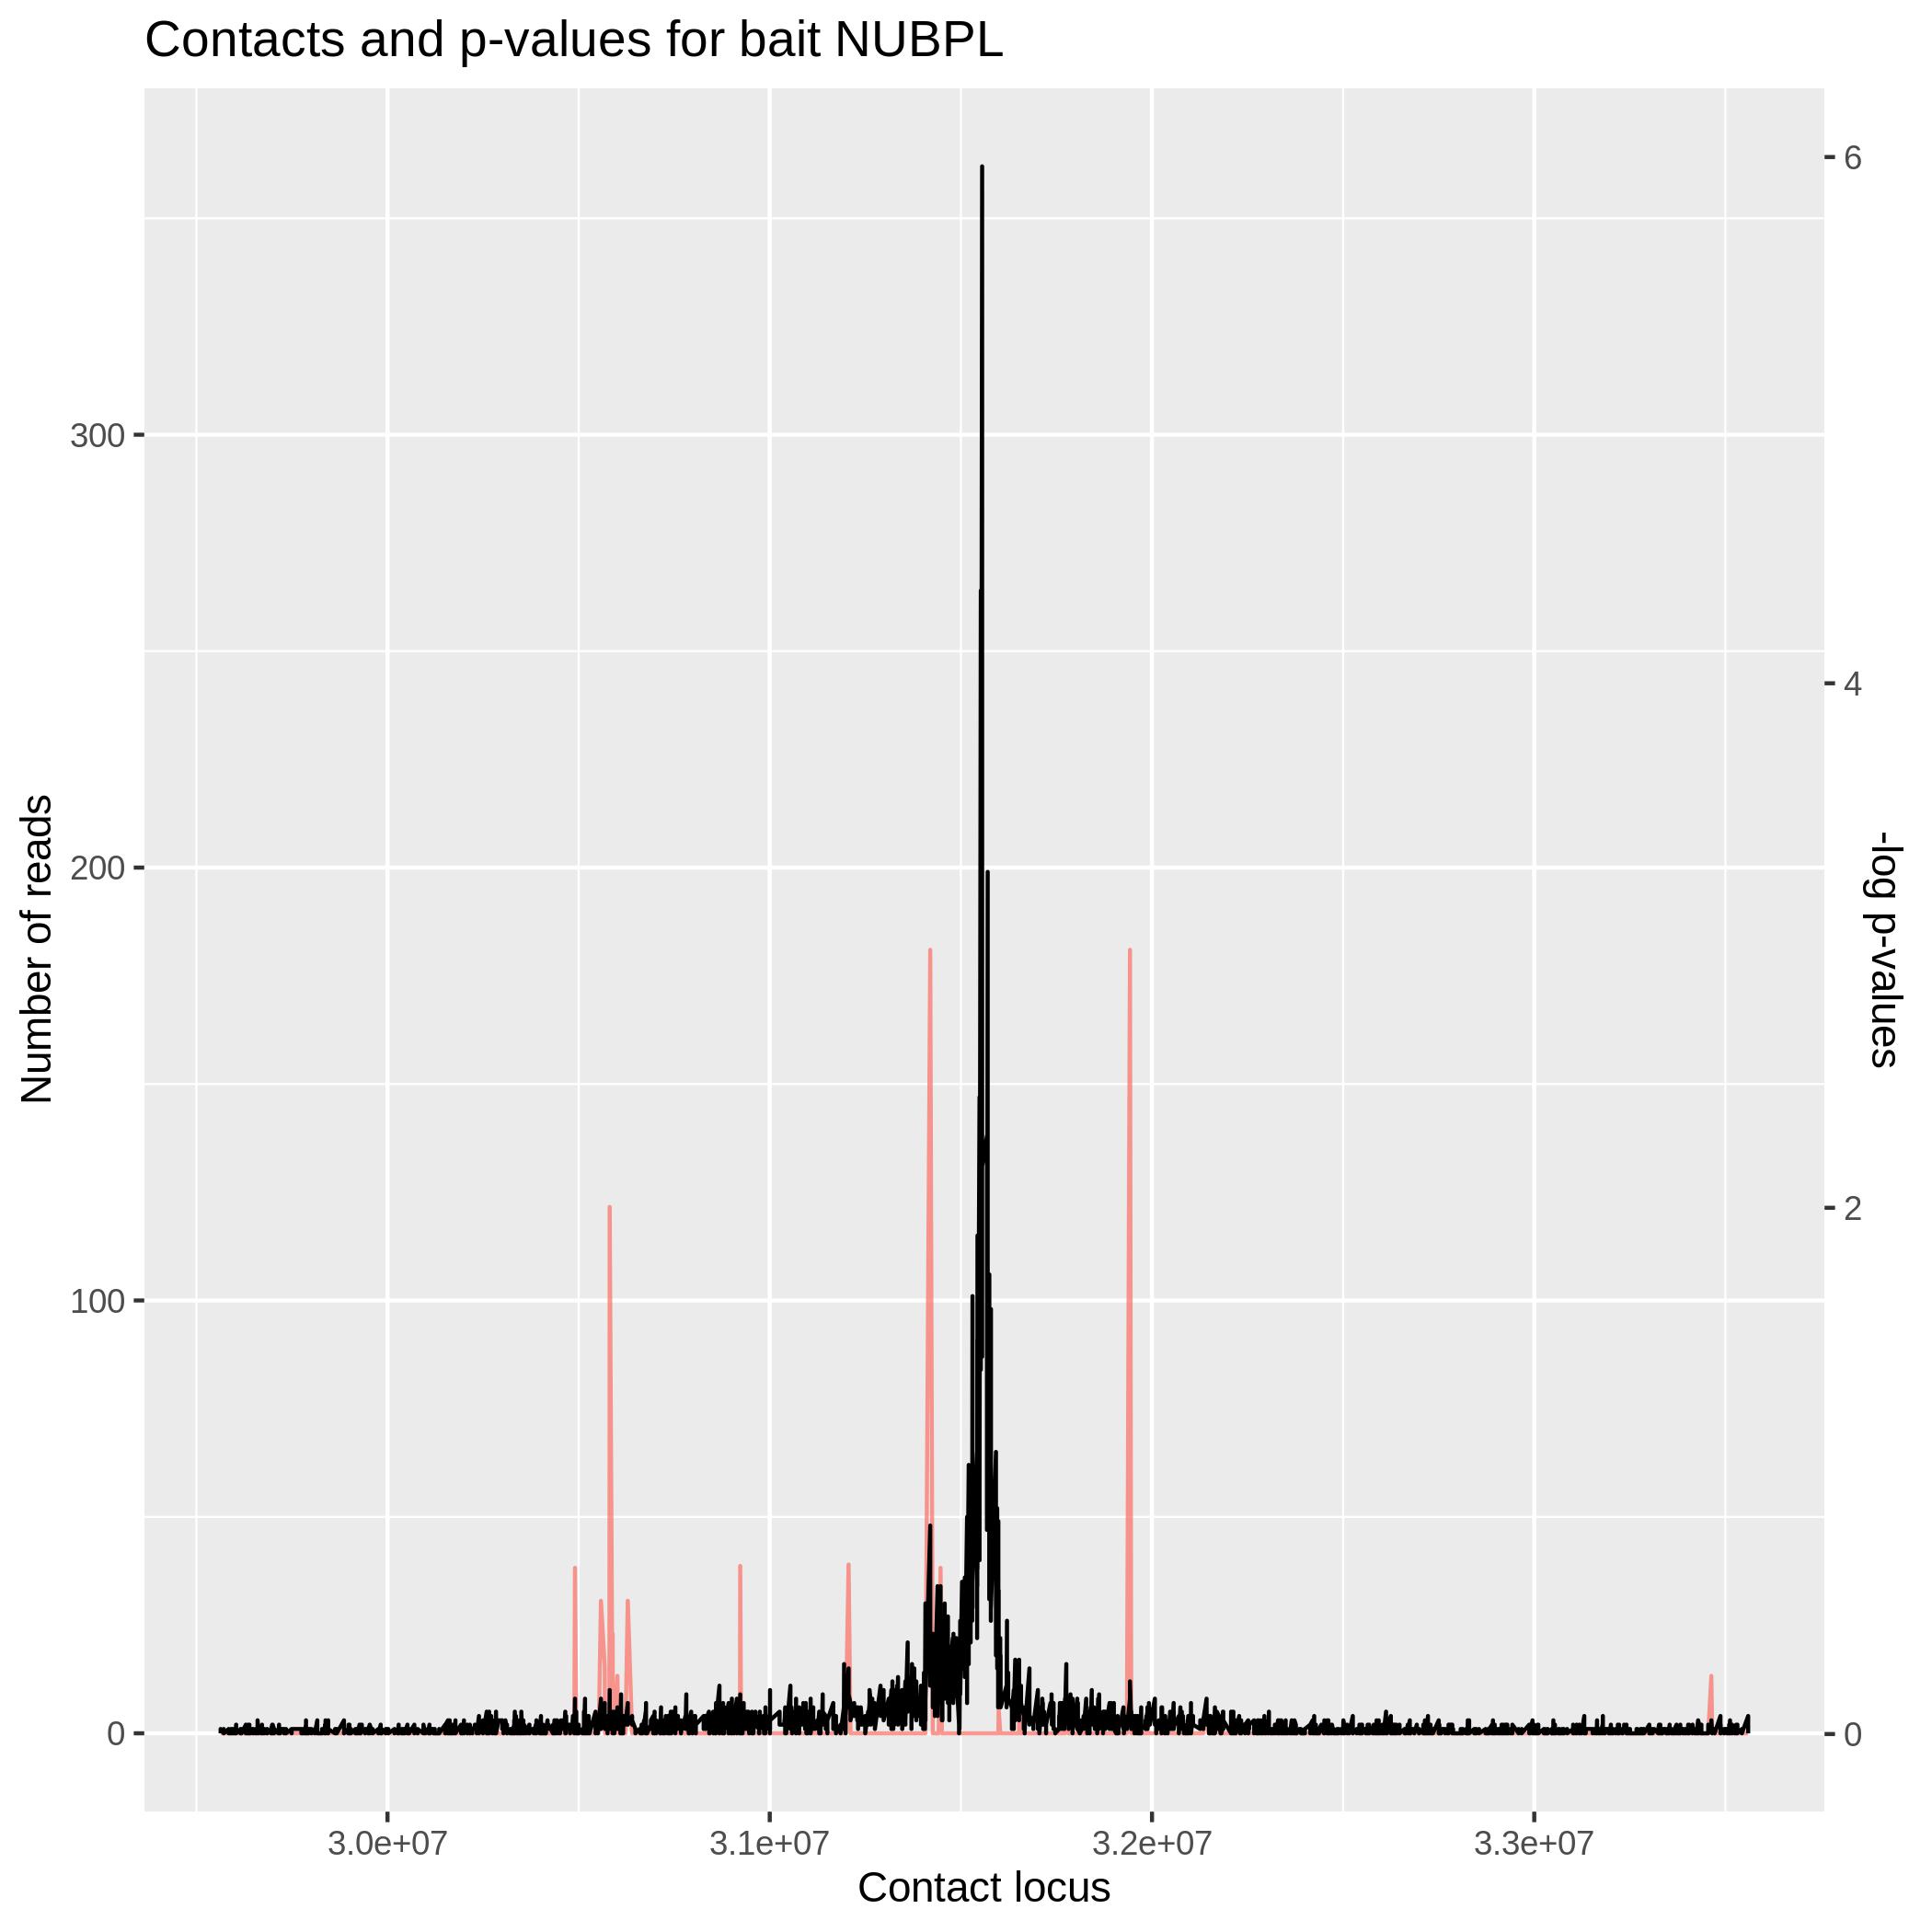 Contacts and p-values for bait NUBPL
Number of reads
300
200
100
0
6
4
2
0
-log p-values
3.0e+07 3.1e+07 3.2e+07 3.3e+07
Contact locus